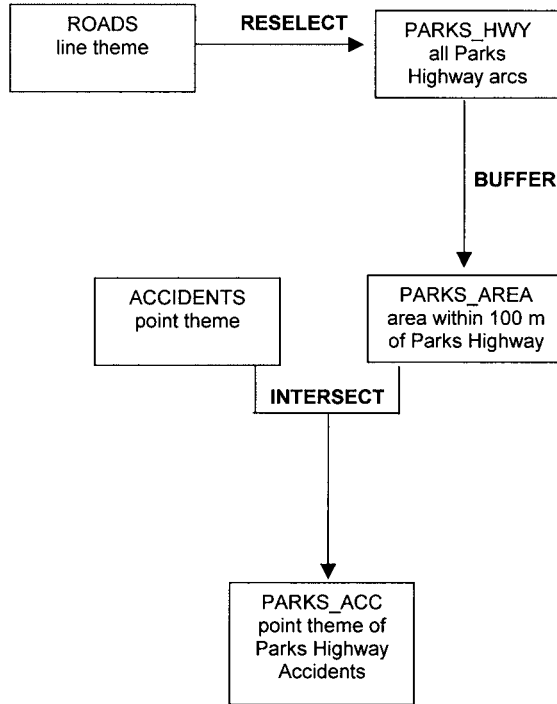 ROADS
line theme
RESELECT
PARKS_HWY
all Parks
Highway arcs
BUFFER
ACCIDENTS
point theme
PARKS_AREA
area within 100 m
of Parks Highway
INTERSECT
PARKS_ACC
point theme of
Parks Highway
Accidents